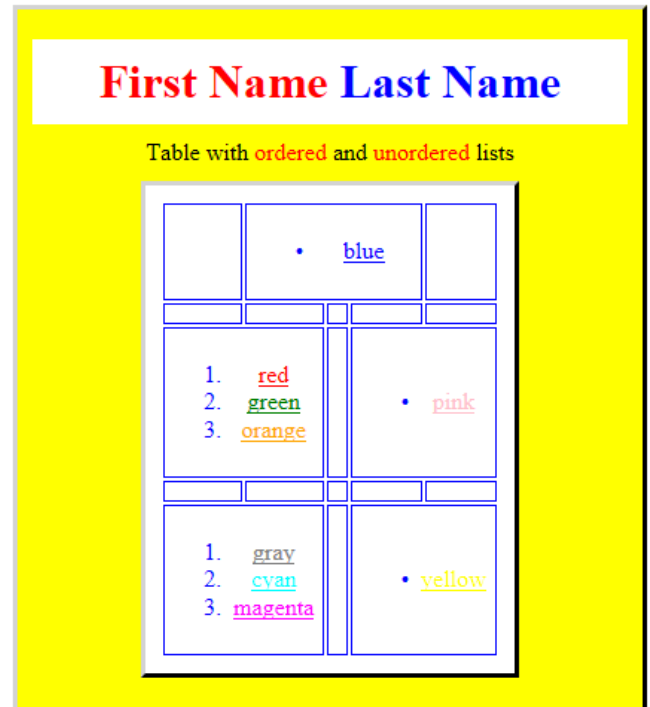 First Name Last Name
Table with ordered and unordered lists
• blue
1. red
2. green
3. orange
• pink
1. gray
2. cyan
3. magenta
• yellow